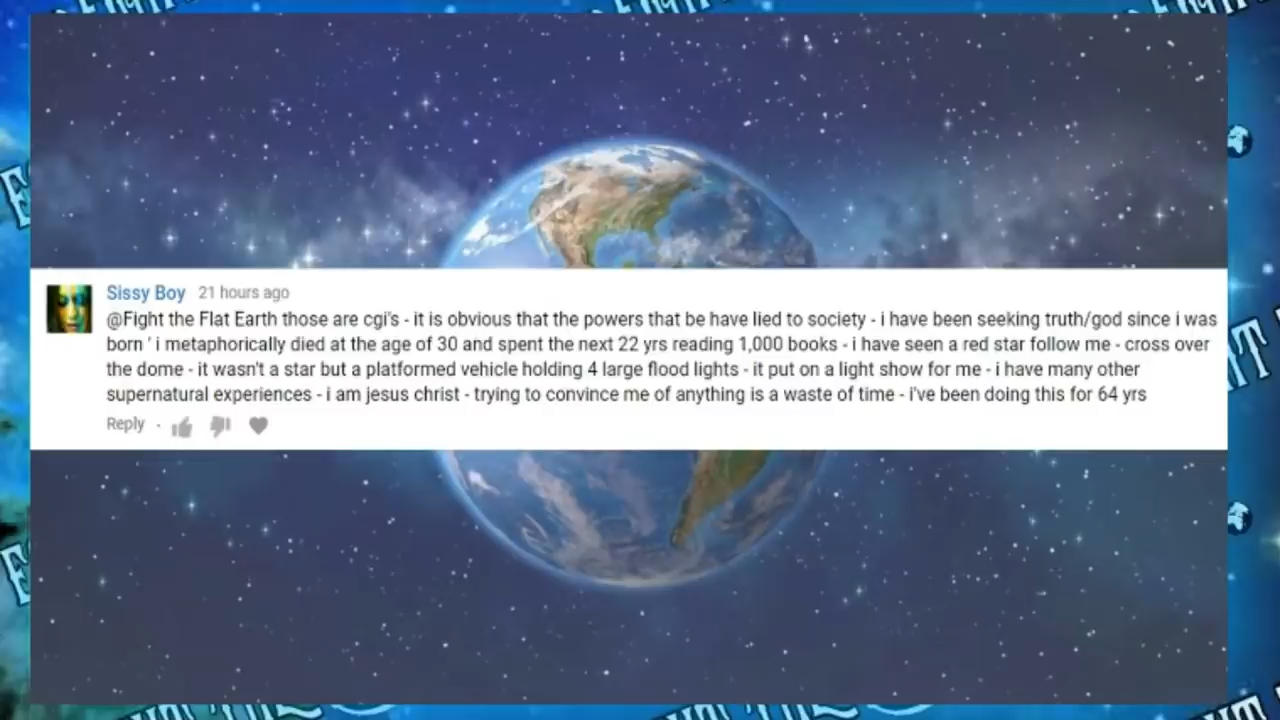 Sissy Boy 21 hours ago
@Fight the Flat Earth those are cgi's - it is obvious that the powers that be have lied to society - i have been seeking truth/god since i was
born ' i metaphorically died at the age of 30 and spent the next 22 yrs reading 1,000 books - i have seen a red star follow me - cross over
the dome - it wasn't a star but a platformed vehicle holding 4 large flood lights - it put on a light show for me - i have many other
supernatural experiences - i am jesus christ - trying to convince me of anything is a waste of time - i've been doing this for 64 yrs
Reply